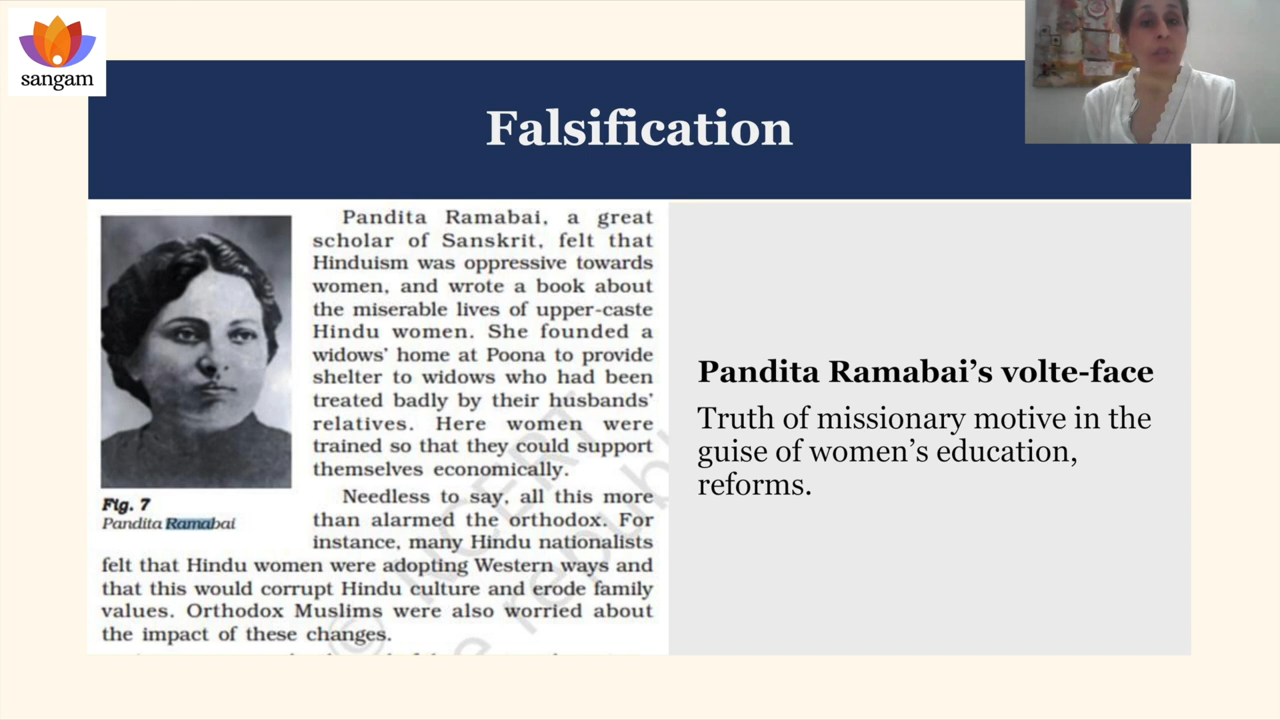 sangam
Falsification
Pandita Ramabai, a great
scholar of Sanskrit, felt that
Hinduism was oppressive towards
women, and wrote a book about
the miserable lives of upper-caste
Hindu women. She founded a
widows' home at Poona to provide
shelter to widows who had been
treated badly by their husbands'
relatives. Here women were
trained so that they could support
themselves economically.
Fig. 7
Pandita Ramabai
Needless to say, all this more
than alarmed the orthodox. For
instance, many Hindu nationalists
felt that Hindu women were adopting Western ways and
that this would corrupt Hindu culture and erode family
values. Orthodox Muslims were also worried about
the impact of these changes.
© NCERT
be republ
Pandita Ramabai's volte-face
Truth of missionary motive in the
guise of women's education,
reforms.